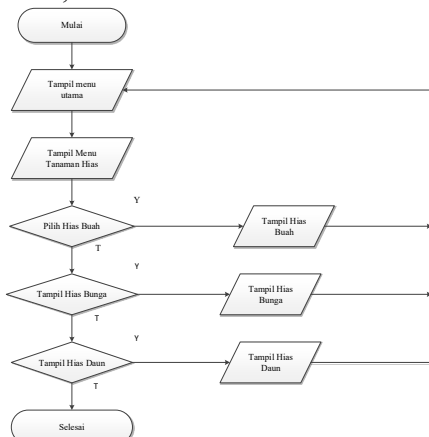 Mulai
Tampil menu
utama
Tampil Menu
Tanaman Hias
Y
Pilih Hias Buah
Tampil Hias
Buah
T
Y
Tampil Hias Bunga
Tampil Hias
Bunga
T
Y
Tampil Hias Daun
Tampil Hias
Daun
T
Selesai